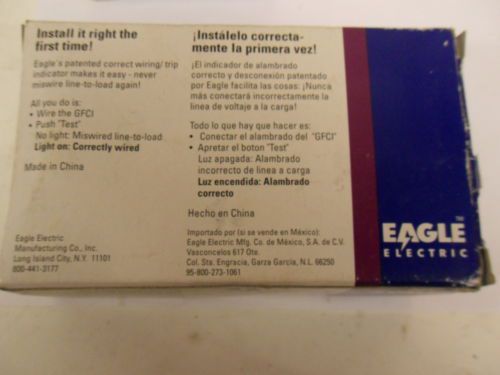 Install it right the
first time!
Eagle's patented correct wiring/trip
indicator makes it easy - never
miswire line-to-load again!
All you do is:
• Wire the GFCI
• Push "Test"
No light: Miswired line-to-load
Light on: Correctly wired
Made in China
Eagle Electric
Manufacturing Co., Inc.
Long Island City, N.Y. 11101
800-441-3177
¡Instálelo correcta-
mente la primera vez!
¡El indicador de alambrado
correcto y desconexión patentado
por Eagle facilita las cosas: ¡Nunca
más conectará incorrectamente la
linea de voltaje a la carga!
Todo lo que hay que hacer es:
• Conectar el alambrado del "GFCI"
• Apretar el boton "Test"
Luz apagada: Alambrado
incorrecto de linea a carga
Luz encendida: Alambrado
correcto
Hecho en China
Importado por (si se vende en México):
Eagle Electric Mfg. Co. de México, S.A. de C.V.
Vasconcelos 617 Ote.
Col. Sta. Engracia, Garza García, N.L. 66250
95-800-273-1061
EAGLE™
ELECTRIC